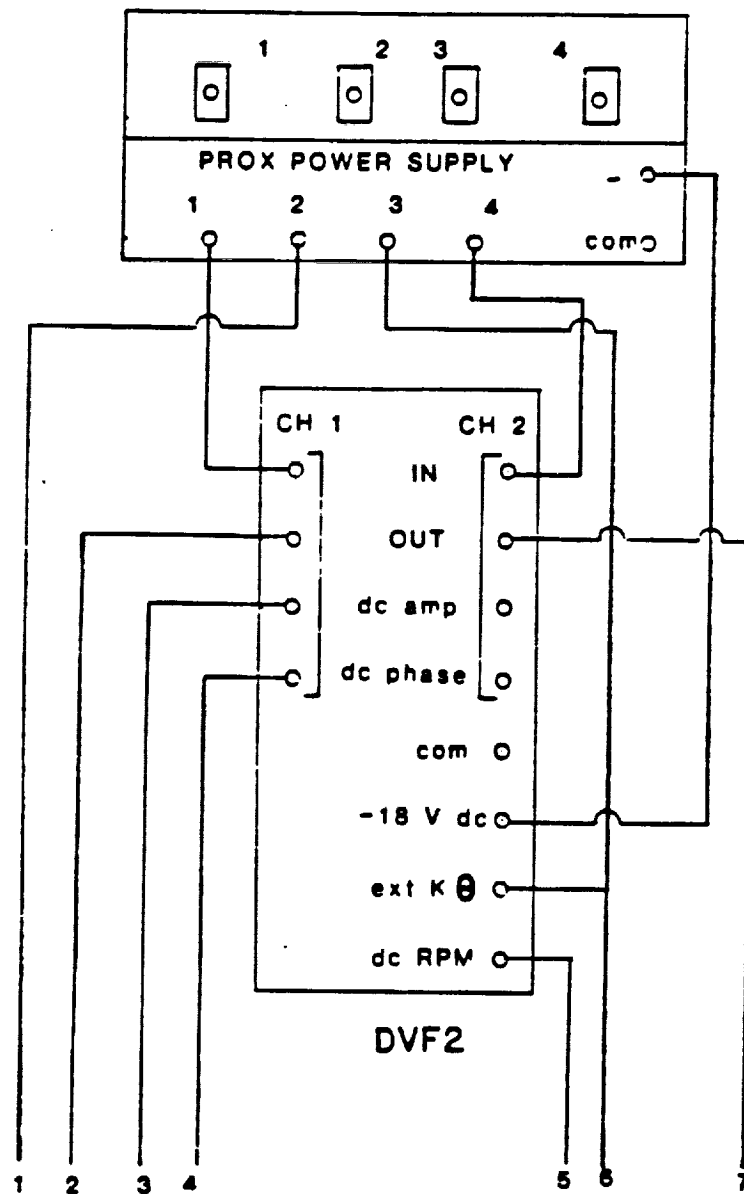 1 2 3 4
PROX POWER SUPPLY -
1 2 3 4 com
CH 1 CH 2
IN
OUT
dc amp
dc phase
com
-18 V dc
ext K θ
dc RPM
DVF2
1 2 3 4 5 6 7